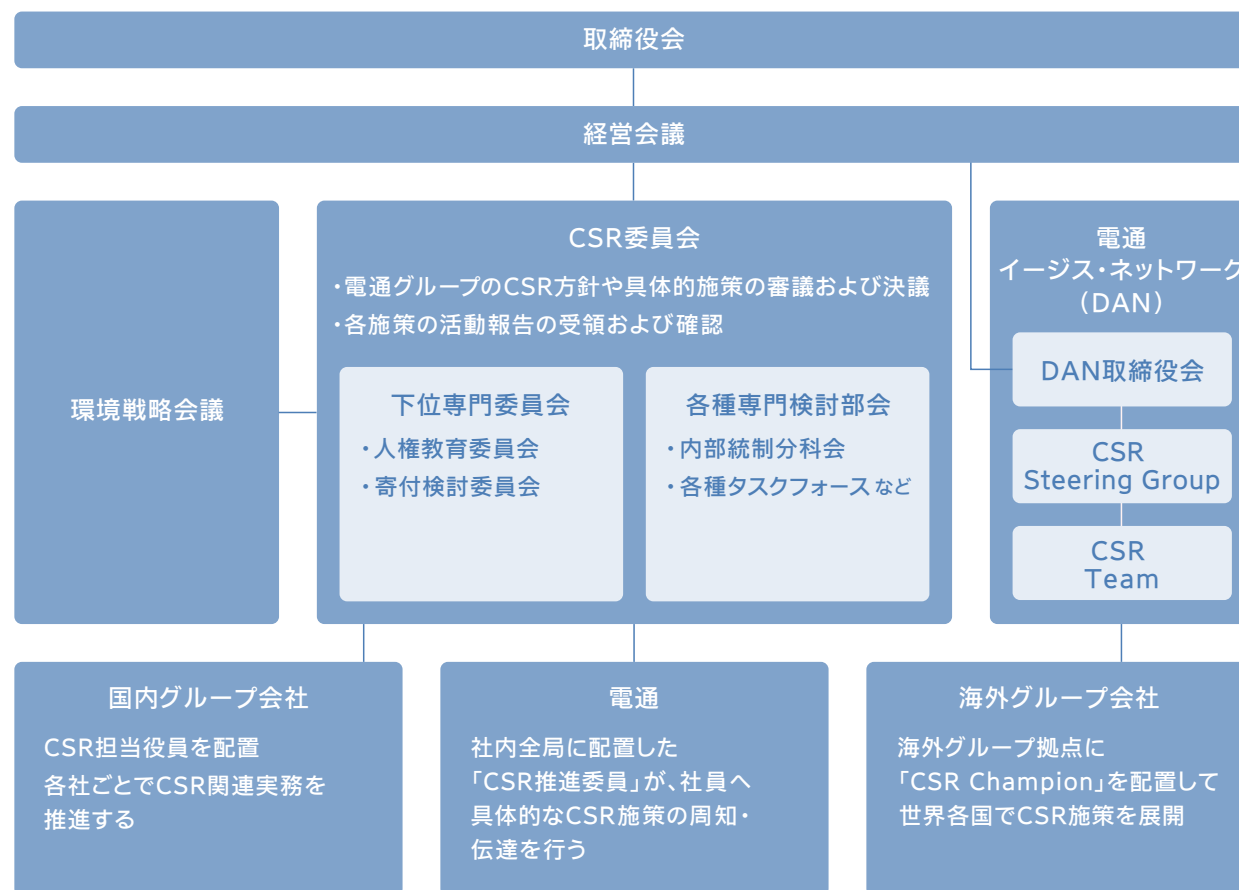 取締役会
経営会議
環境戦略会議
CSR委員会
・電通グループのCSR方針や具体的施策の審議および決議
・各施策の活動報告の受領および確認
下位専門委員会
・人権教育委員会
・寄付検討委員会
各種専門検討部会
・内部統制分科会
・各種タスクフォースなど
電通
イージス・ネットワーク
（DAN）
DAN取締役会
CSR
Steering Group
CSR
Team
国内グループ会社
CSR担当役員を配置
各社ごとでCSR関連実務を
推進する
電通
社内全局に配置した
「CSR推進委員」が、社員へ
具体的なCSR施策の周知・
伝達を行う
海外グループ会社
海外グループ拠点に
「CSR Champion」を配置して
世界各国でCSR施策を展開